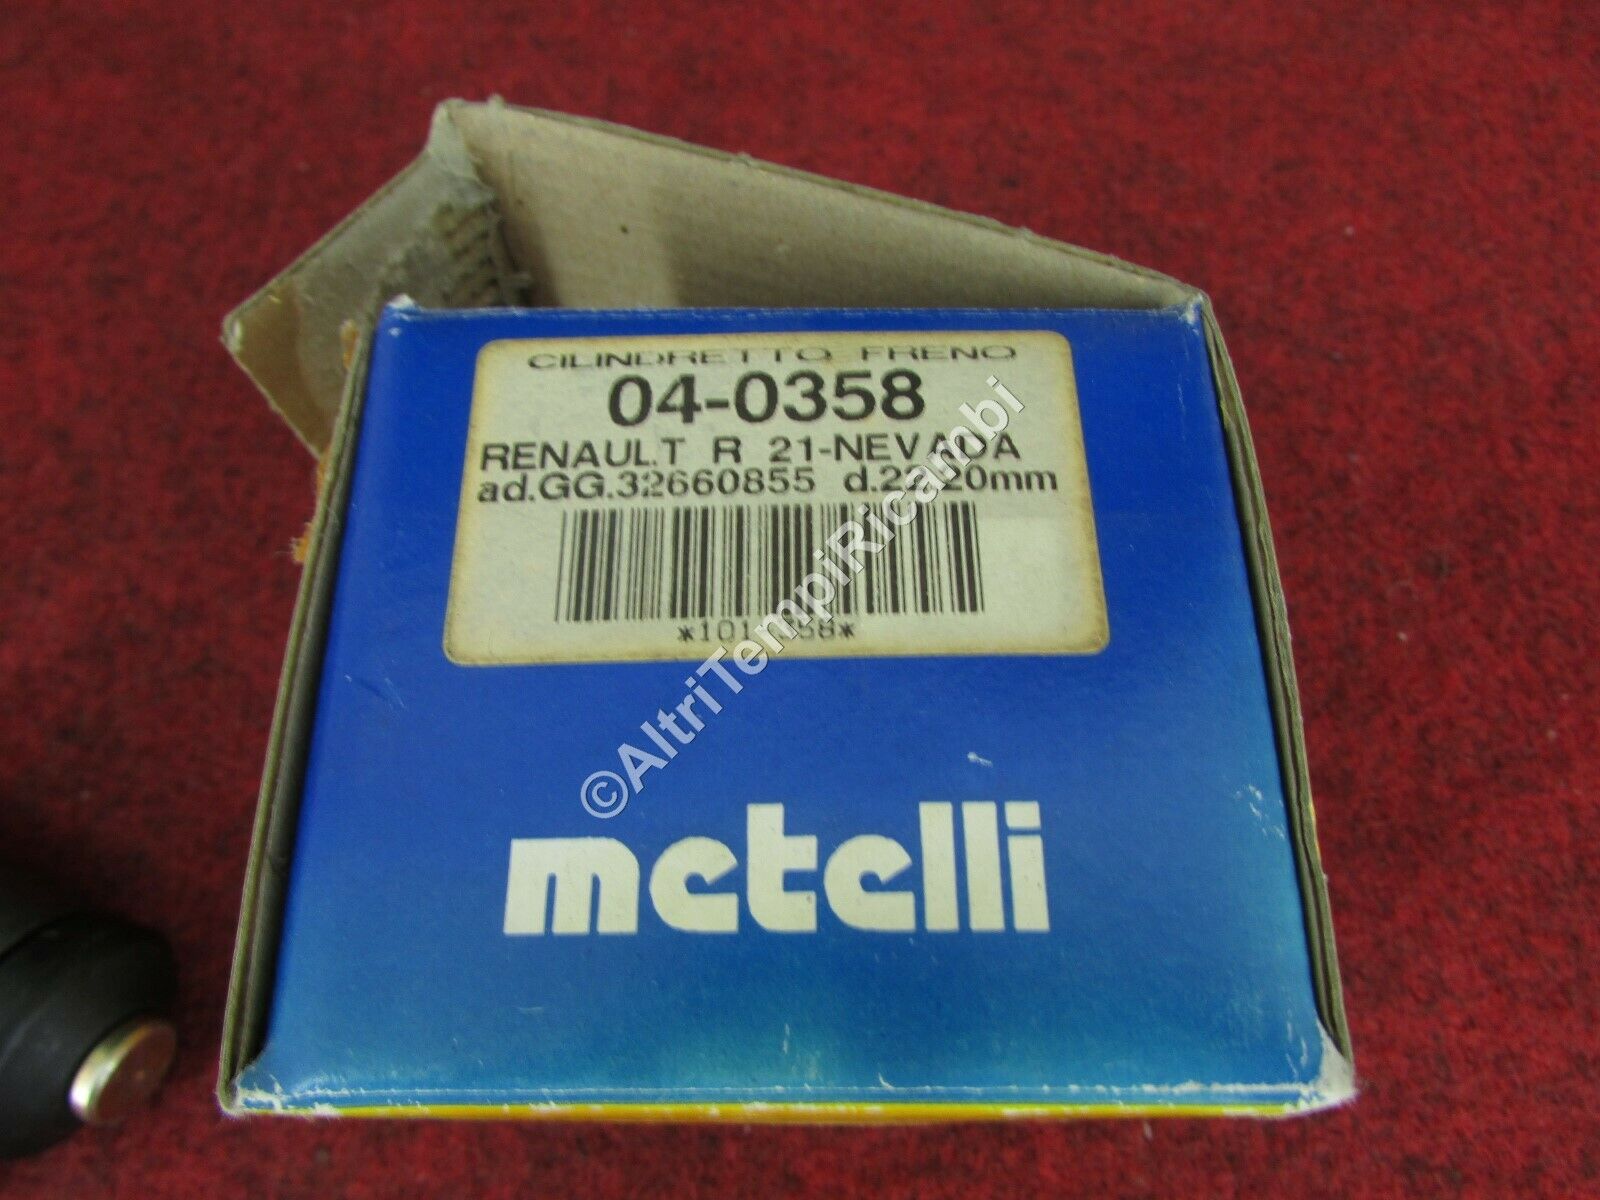 CILINDRETTO FRENO
04-0358
RENAULT R 21-NEVADA
ad.GG.32660855 d.22,20mm
©AltriTempiRicambi
metelli